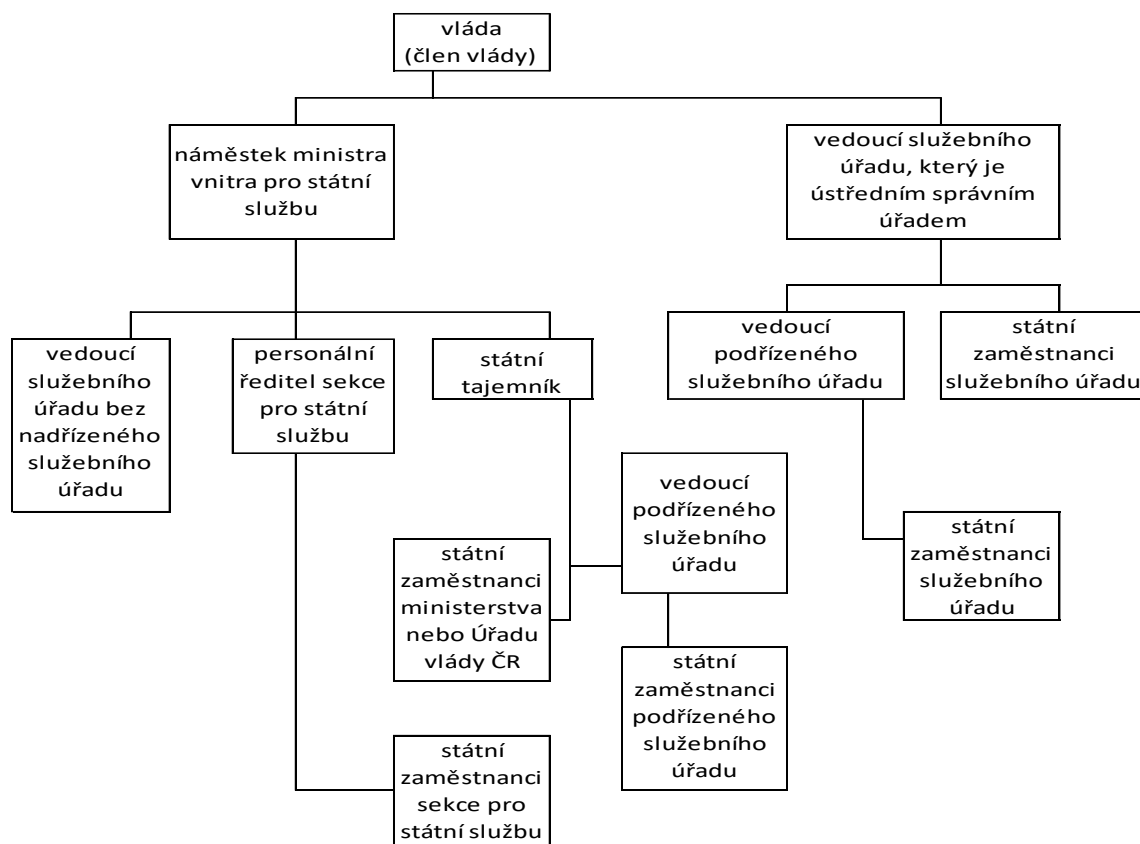 vláda
(člen vlády)
náměstek ministra
vnitra pro státní
službu
vedoucí služebního
úřadu, který je
ústředním správním
úřadem
vedoucí
služebního
úřadu bez
nadřízeného
služebního
úřadu
personální
ředitel sekce
pro státní
službu
státní
tajemník
vedoucí
podřízeného
služebního úřadu
státní
zaměstnanci
služebního úřadu
vedoucí
podřízeného
služebního
úřadu
státní
zaměstnanci
služebního
úřadu
státní
zaměstnanci
ministerstva
nebo Úřadu
vlády ČR
státní
zaměstnanci
podřízeného
služebního
úřadu
státní
zaměstnanci
sekce pro
státní službu